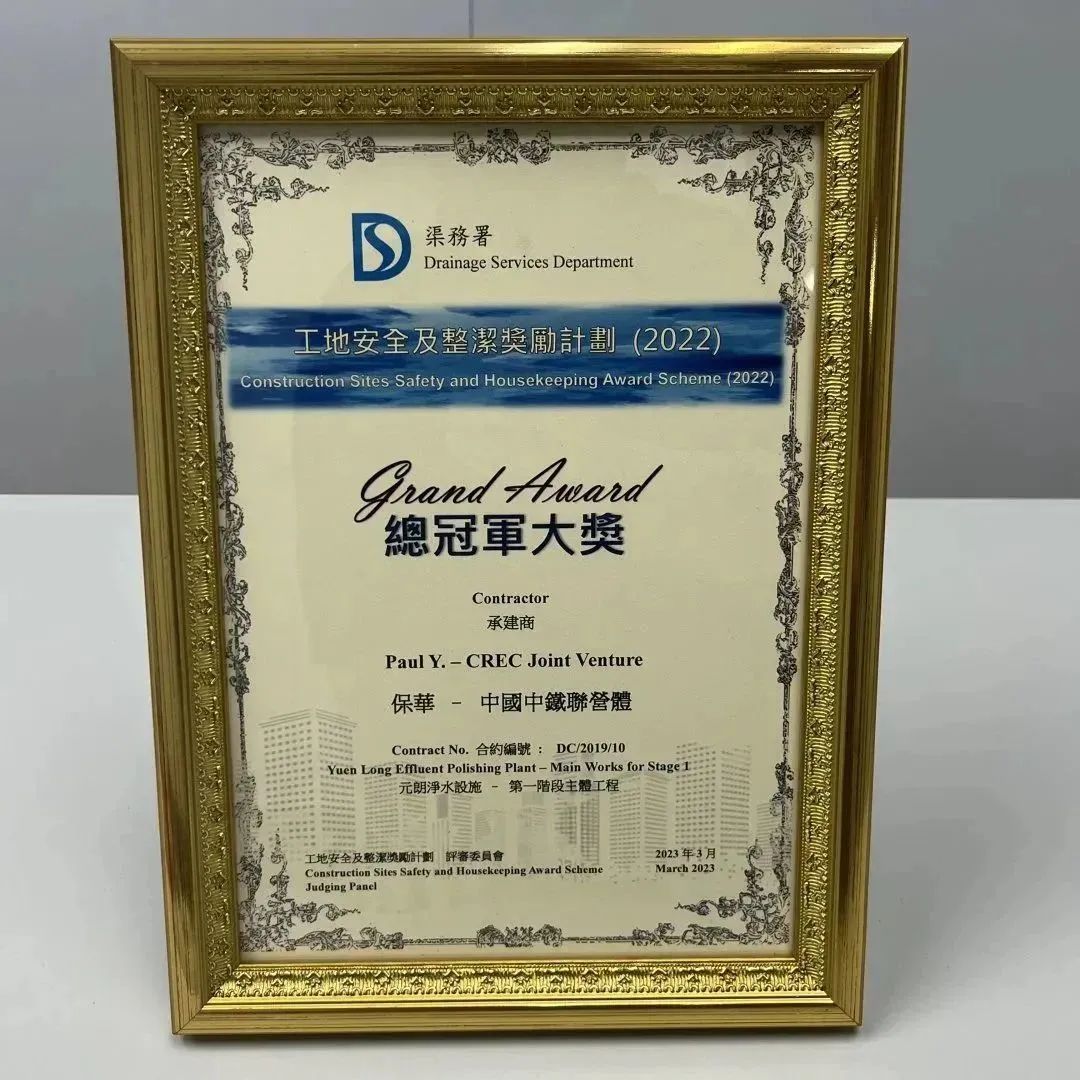 渠務署
Drainage Services Department
工地安全及整潔獎勵計劃 (2022)
Construction Sites Safety and Housekeeping Award Scheme (2022)
Grand Award
總冠軍大獎
Contractor
承建商
Paul Y. – CREC Joint Venture
保華 – 中國中鐵聯營體
Contract No. 合約編號 : DC/2019/10
Yuen Long Effluent Polishing Plant – Main Works for Stage 1
元朗淨水設施 – 第一階段主體工程
工地安全及整潔獎勵計劃 評審委員會
Construction Sites Safety and Housekeeping Award Scheme
Judging Panel
2023 年 3 月
March 2023